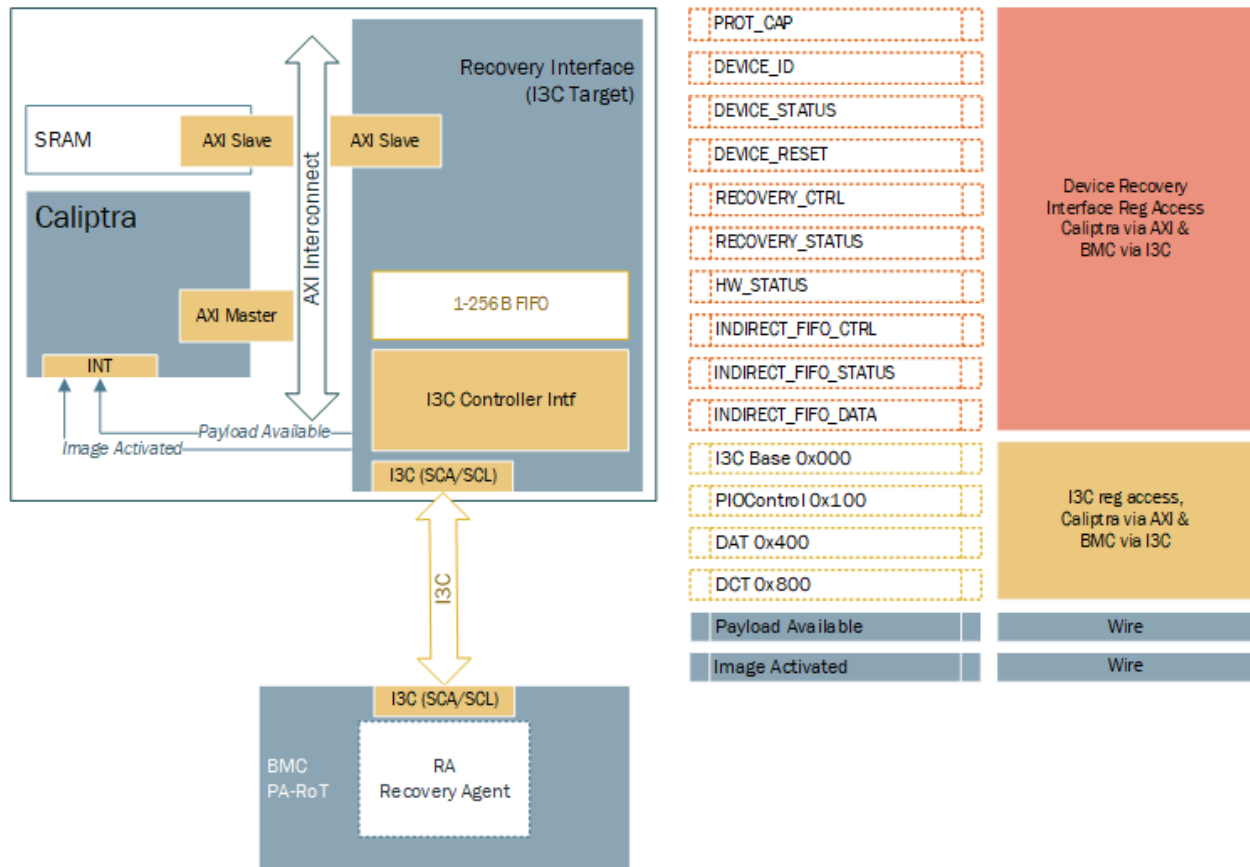 Recovery Interface
(I3C Target)
SRAM
AXI Slave
AXI Slave
AXI Interconnect
Caliptra
AXI Master
INT
1-256B FIFO
I3C Controller Intf
Payload Available
Image Activated
I3C (SCA/SCL)
I3C
I3C (SCA/SCL)
BMC
PA-RoT
RA
Recovery Agent
PROT_CAP
DEVICE_ID
DEVICE_STATUS
DEVICE_RESET
RECOVERY_CTRL
RECOVERY_STATUS
HW_STATUS
INDIRECT_FIFO_CTRL
INDIRECT_FIFO_STATUS
INDIRECT_FIFO_DATA
Device Recovery
Interface Reg Access
Caliptra via AXI &
BMC via I3C
I3C Base 0x000
PIOControl 0x100
DAT 0x400
DCT 0x800
I3C reg access,
Caliptra via AXI &
BMC via I3C
Payload Available
Wire
Image Activated
Wire